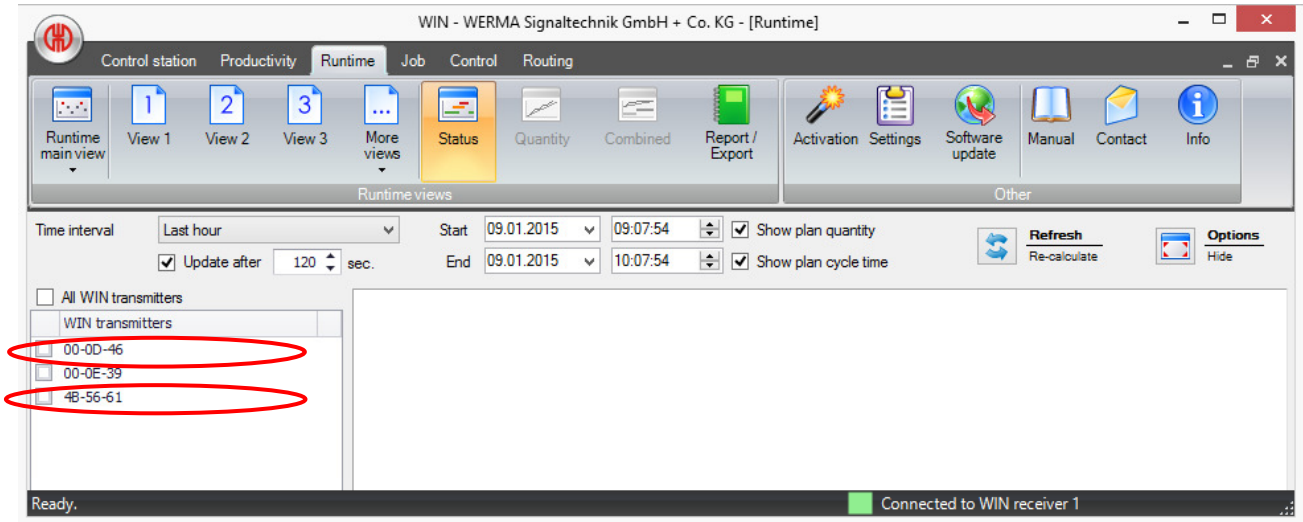 WIN - WERMA Signaltechnik GmbH + Co. KG - [Runtime]
Control station Productivity Runtime Job Control Routing
1 2 3 ...
Runtime main view View 1 View 2 View 3 More views Status Quantity Combined Report / Export Activation Settings Software update Manual Contact Info
Runtime views Other
Time interval Last hour Start 09.01.2015 09:07:54 Show plan quantity Refresh Options
Update after 120 sec. End 09.01.2015 10:07:54 Show plan cycle time Re-calculate Hide
All WIN transmitters
WIN transmitters
00-0D-46
00-0E-39
4B-56-61
Ready. Connected to WIN receiver 1